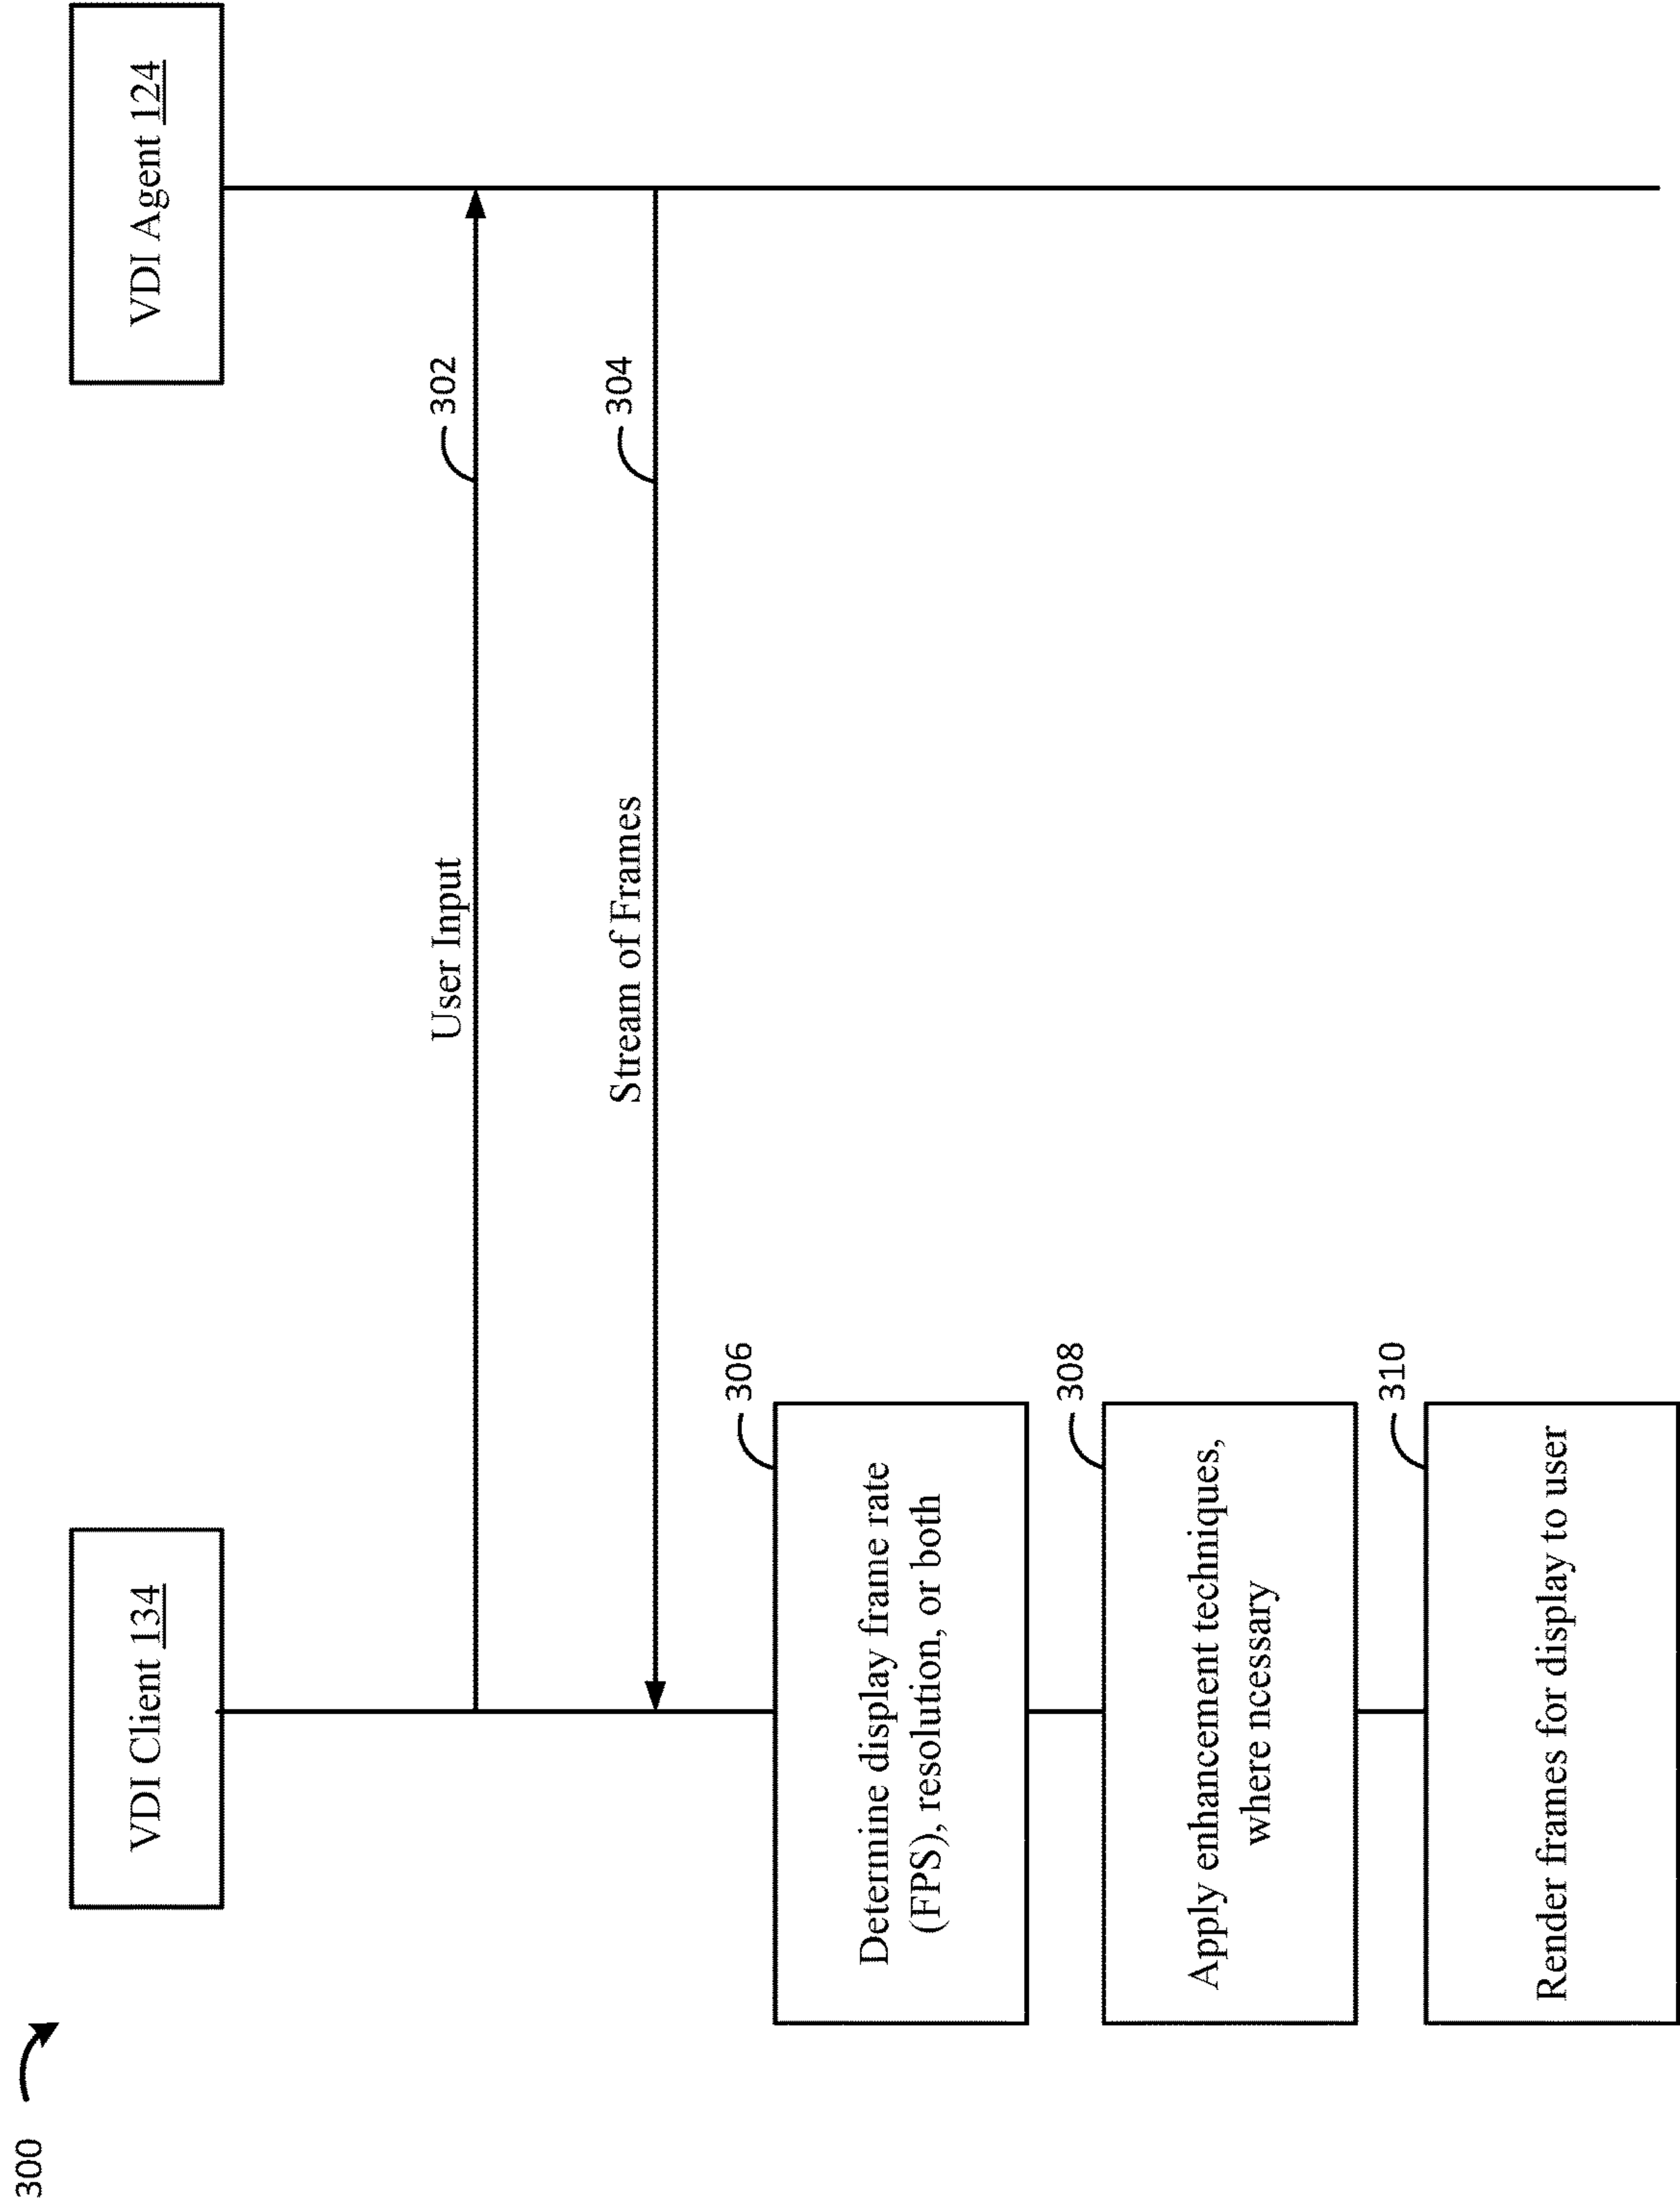 300
VDI Client 134
VDI Agent 124
User Input
302
Stream of Frames
304
306
Determine display frame rate
(FPS), resolution, or both
308
Apply enhancement techniques,
where ncessary
310
Render frames for display to user